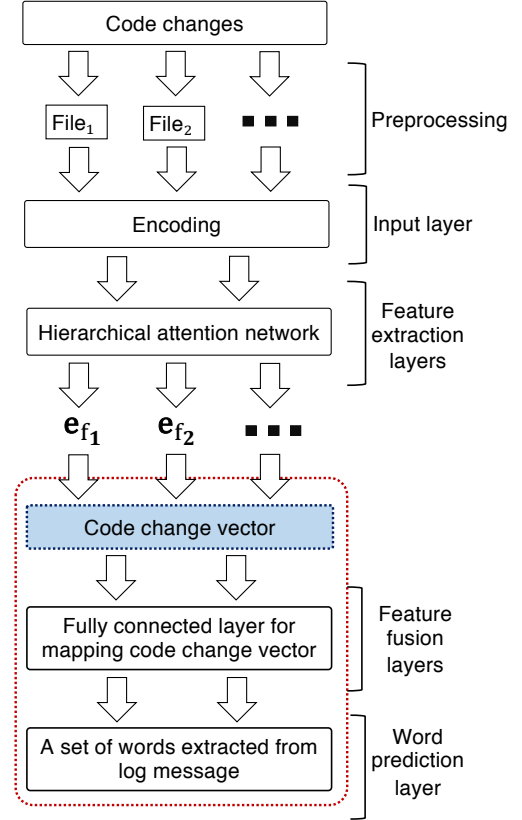 Code changes
File₁
File₂
Preprocessing
Encoding
Input layer
Hierarchical attention network
Feature
extraction
layers
e_f₁
e_f₂
Code change vector
Fully connected layer for
mapping code change vector
Feature
fusion
layers
A set of words extracted from
log message
Word
prediction
layer